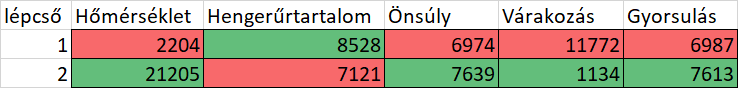 lépcső Hőmérséklet Hengerűrtartalom Önsúly Várakozás Gyorsulás
1 2204 8528 6974 11772 6987
2 21205 7121 7639 1134 7613